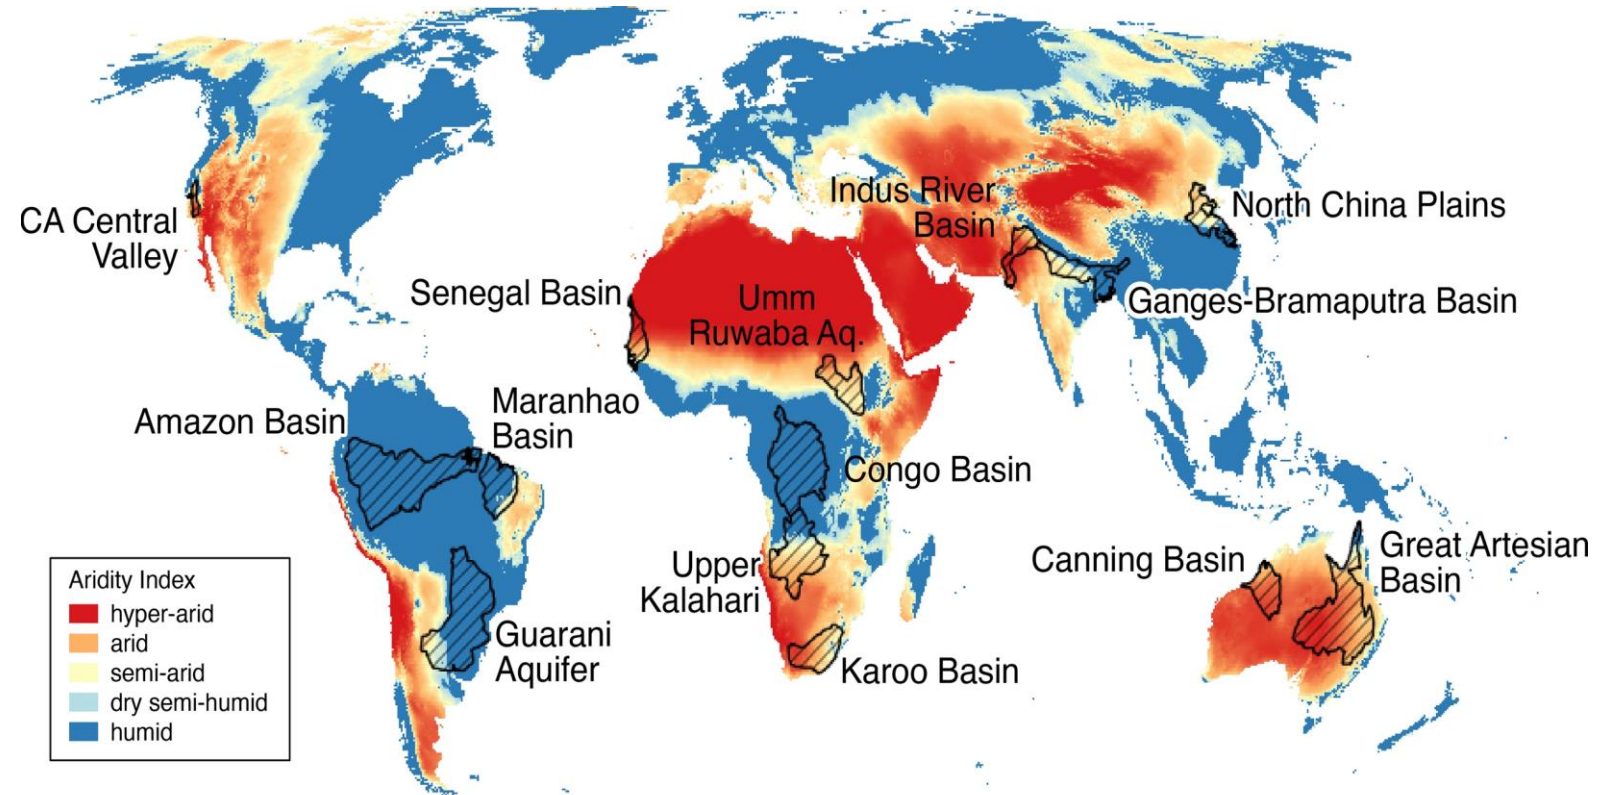 Indus River
Basin
North China Plains
CA Central
Valley
Senegal Basin
Umm
Ruwaba Aq.
Ganges-Bramaputra Basin
Amazon Basin
Maranhao
Basin
Congo Basin
Upper
Kalahari
Canning Basin
Great Artesian
Basin
Guarani
Aquifer
Karoo Basin
Aridity Index
hyper-arid
arid
semi-arid
dry semi-humid
humid